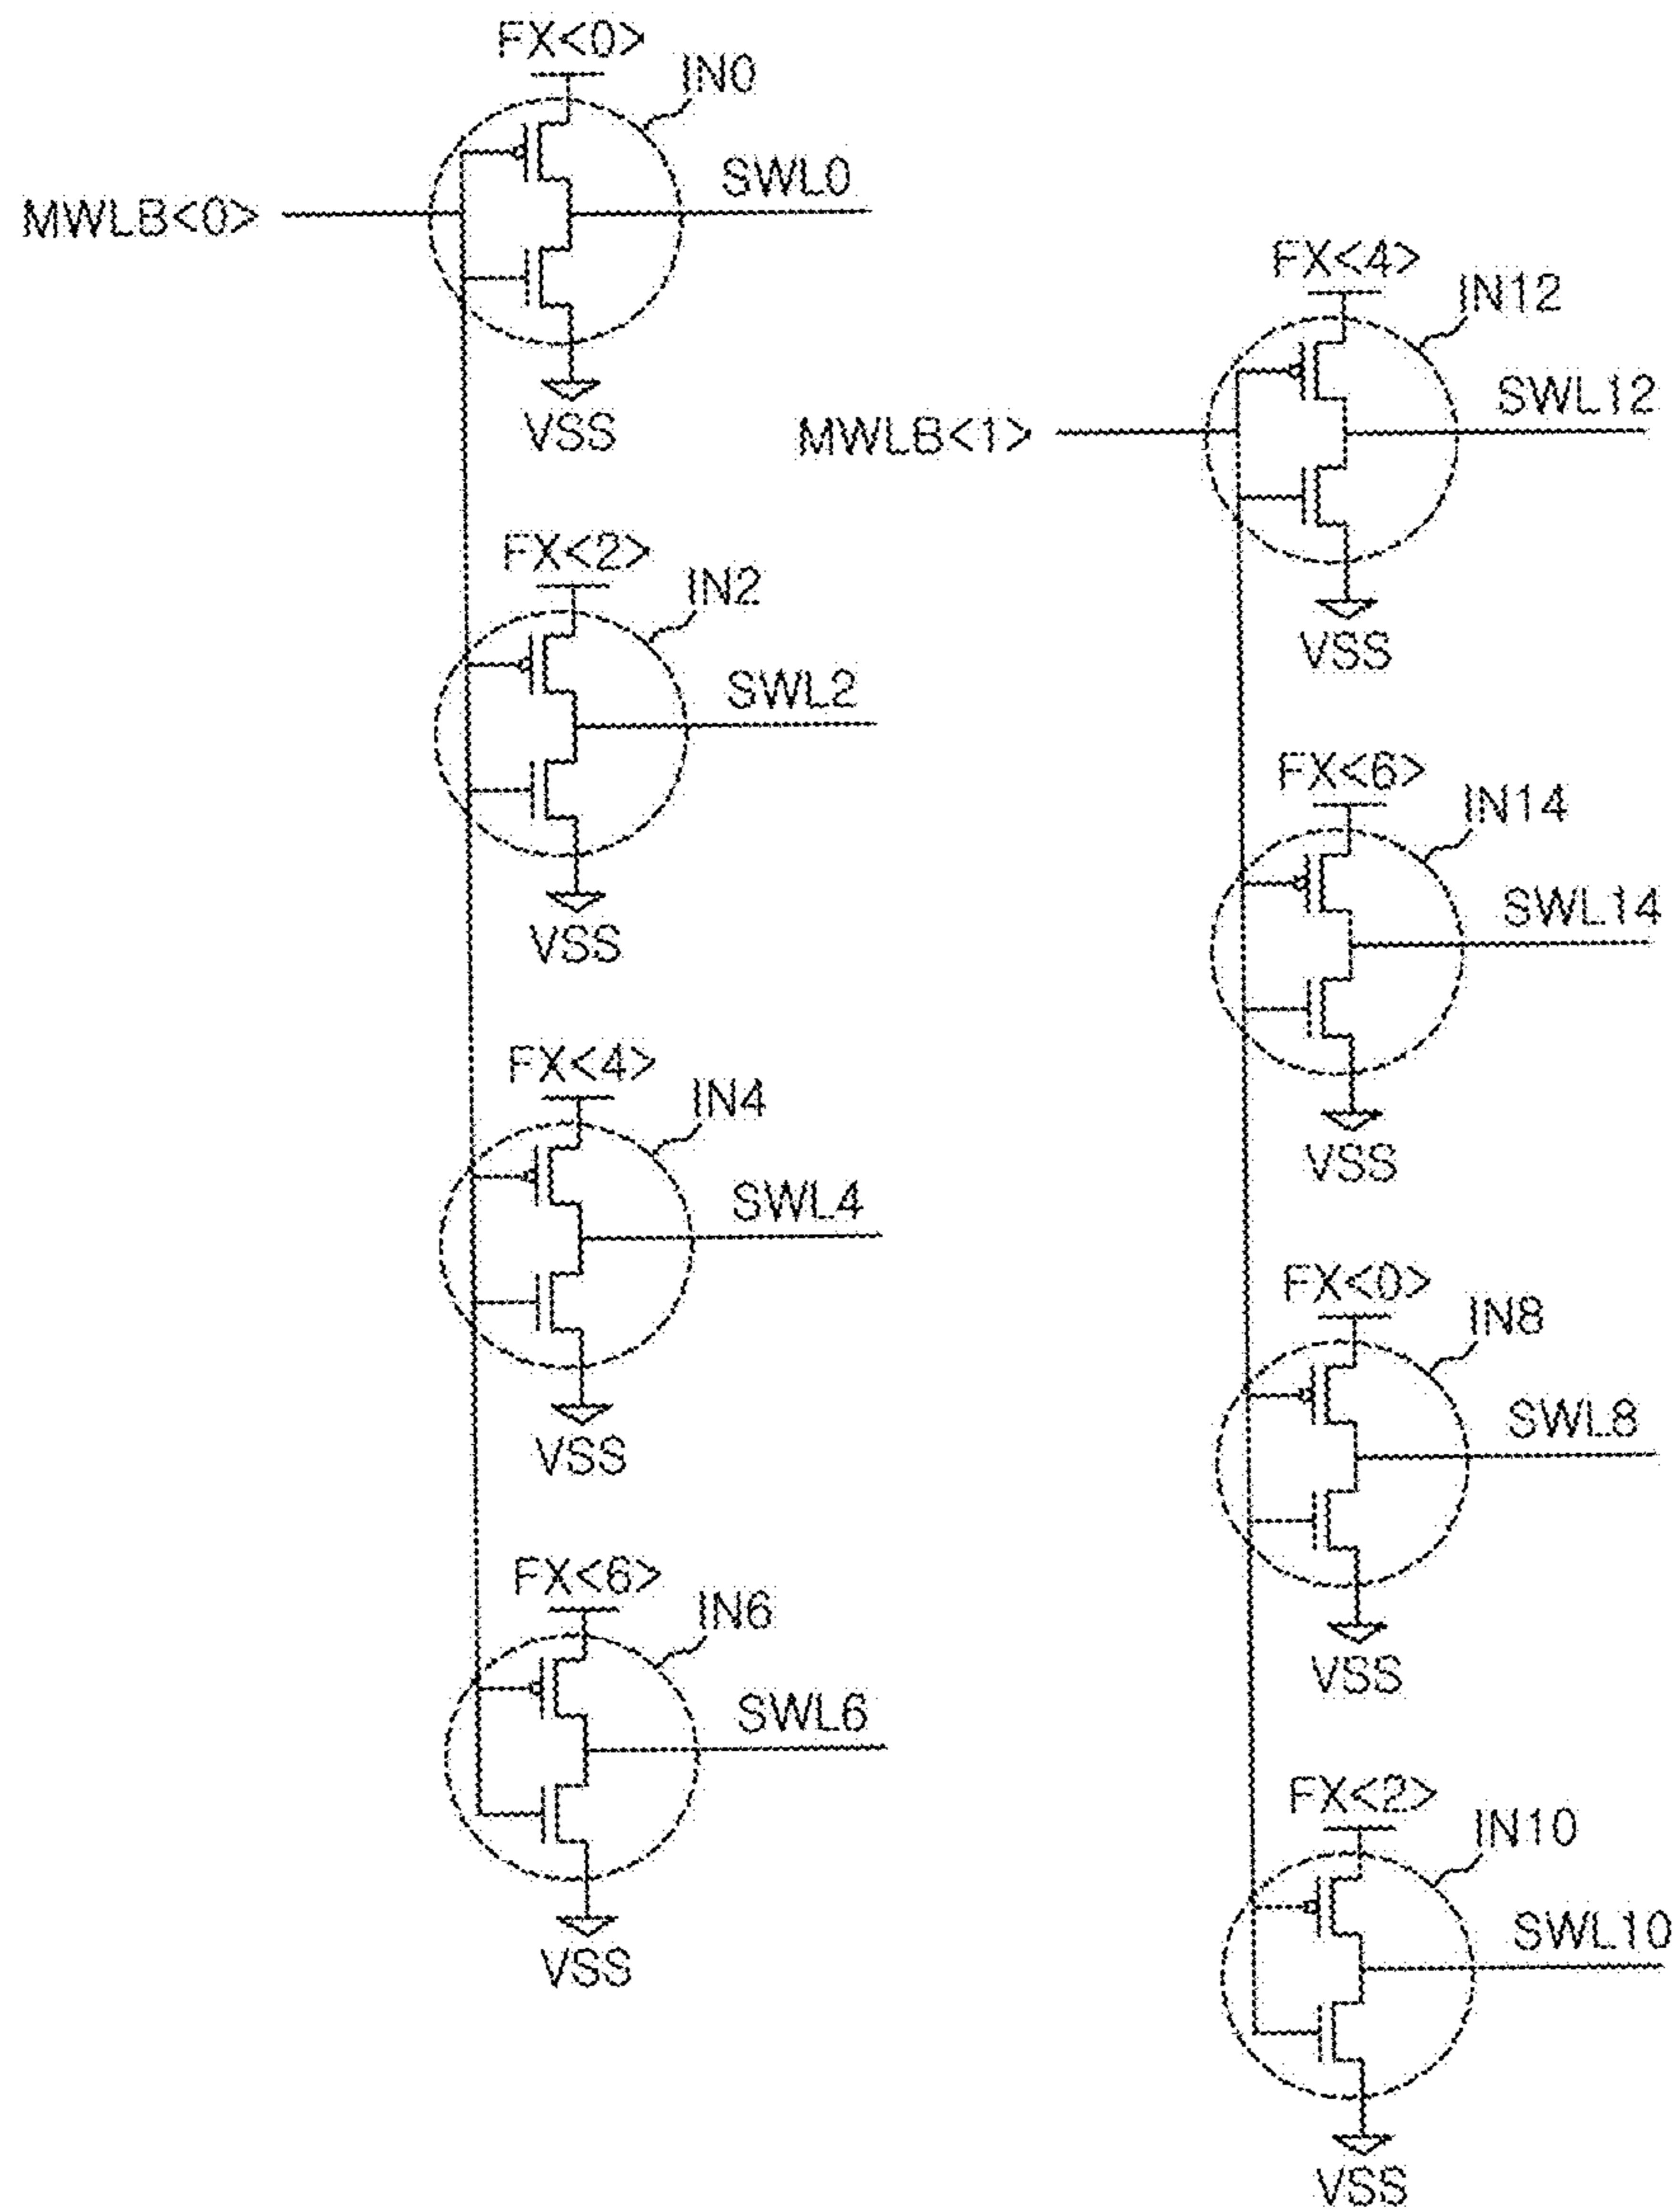 FX<0>
IN0
SWL0
MWLB<0>
VSS
FX<2>
IN2
SWL2
VSS
FX<4>
IN4
SWL4
VSS
FX<6>
IN6
SWL6
VSS
FX<4>
IN12
SWL12
MWLB<1>
VSS
FX<6>
IN14
SWL14
VSS
FX<0>
IN8
SWL8
VSS
FX<2>
IN10
SWL10
VSS